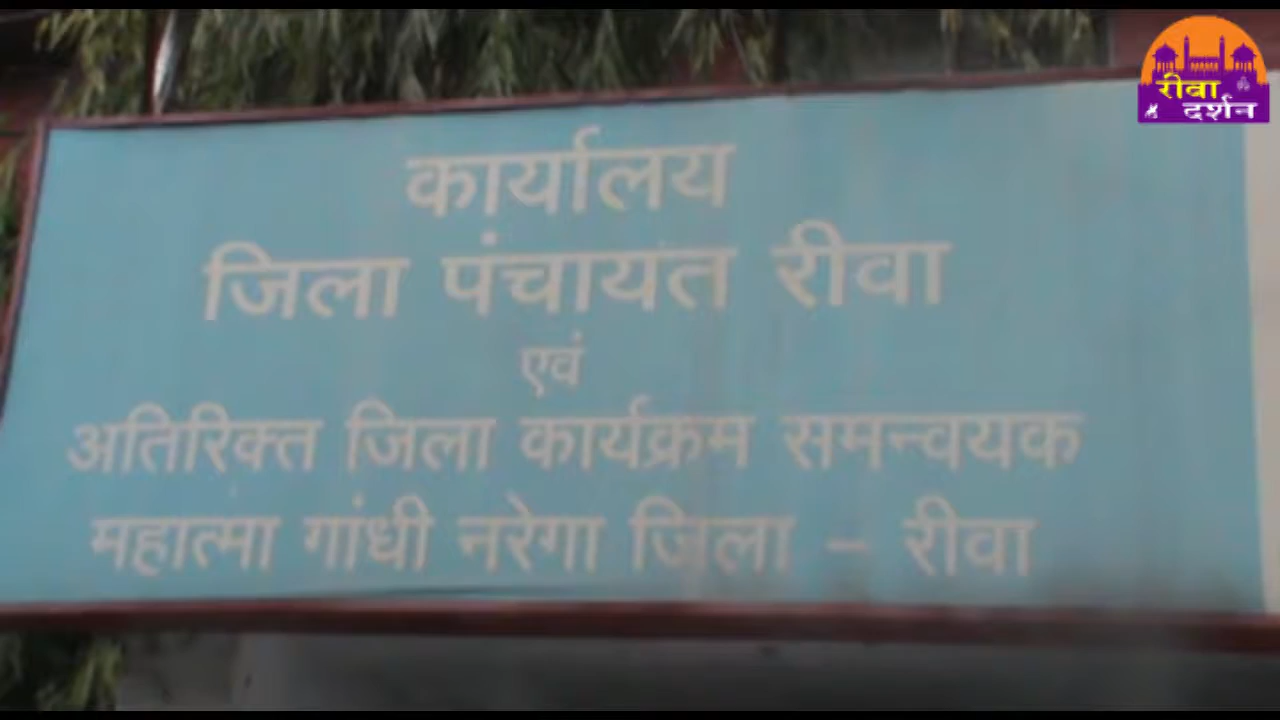 रीवा
दर्शन
कार्यालय
जिला पंचायत रीवा
एवं
अतिरिक्त जिला कार्यक्रम समन्वयक
महात्मा गांधी नरेगा जिला – रीवा